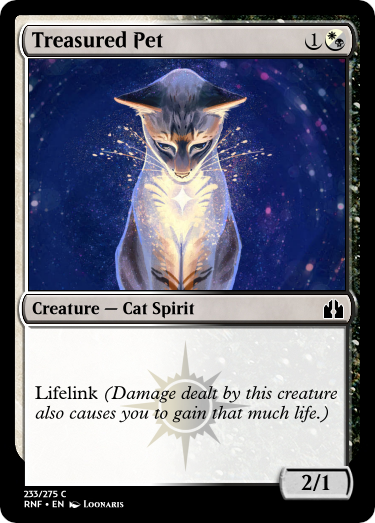 Treasured Pet 1
Creature — Cat Spirit
Lifelink (Damage dealt by this creature
also causes you to gain that much life.)
2/1
233/275 C
RNF • EN Loonaris